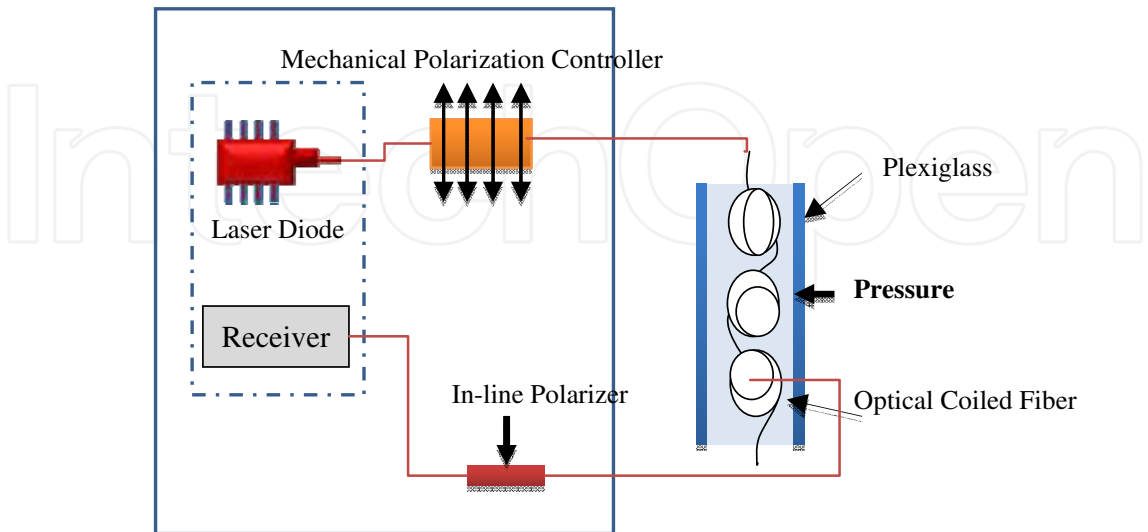 Mechanical Polarization Controller
IntechOpen
Plexiglass
Laser Diode
Pressure
Receiver
In-line Polarizer
Optical Coiled Fiber